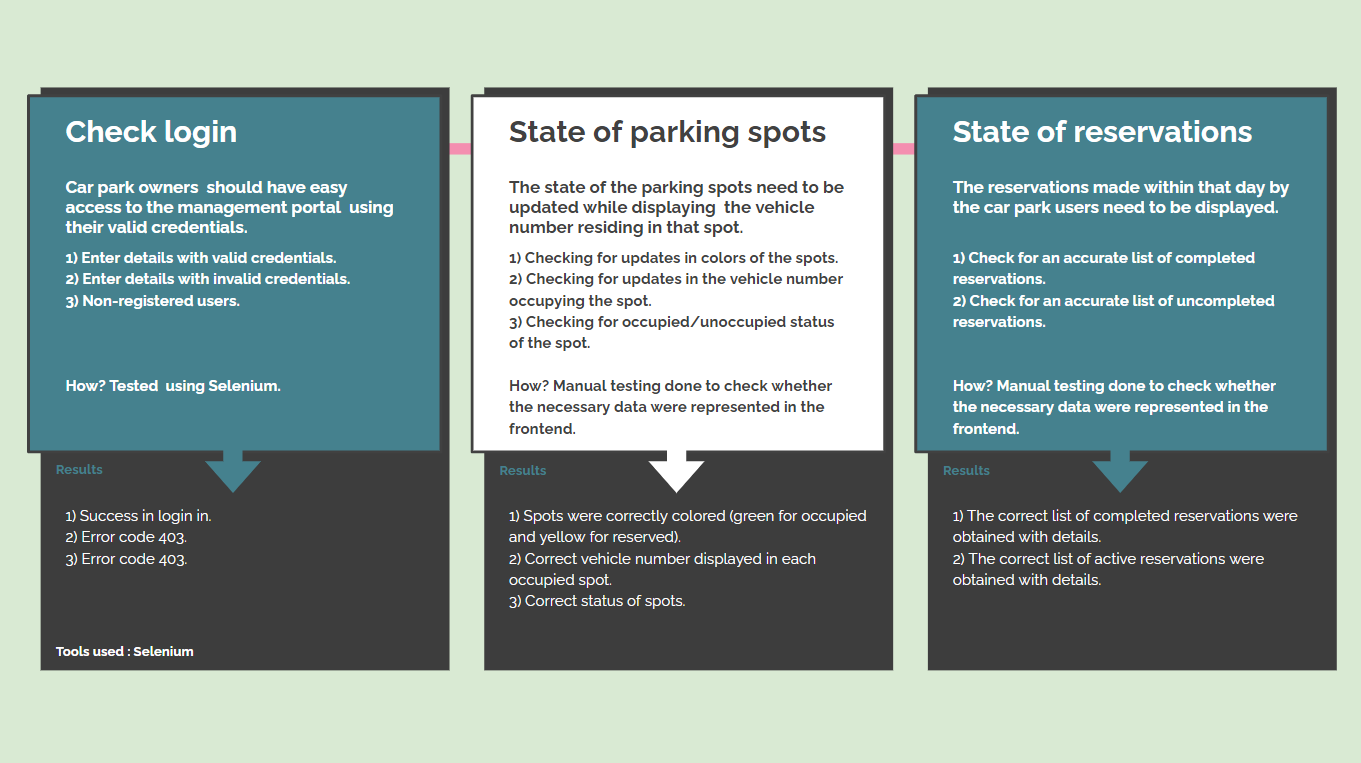 Check login
Car park owners  should have easy
access to the management portal  using
their valid credentials.
1) Enter details with valid credentials.
2) Enter details with invalid credentials.
3) Non-registered users.
How? Tested  using Selenium.
Results
1) Success in login in.
2) Error code 403.
3) Error code 403.
Tools used : Selenium
State of parking spots
The state of the parking spots need to be
updated while displaying  the vehicle
number residing in that spot.
1) Checking for updates in colors of the spots.
2) Checking for updates in the vehicle number
occupying the spot.
3) Checking for occupied/unoccupied status
of the spot.
How? Manual testing done to check whether
the necessary data were represented in the
frontend.
Results
1) Spots were correctly colored (green for occupied
and yellow for reserved).
2) Correct vehicle number displayed in each
occupied spot.
3) Correct status of spots.
State of reservations
The reservations made within that day by
the car park users need to be displayed.
1) Check for an accurate list of completed
reservations.
2) Check for an accurate list of uncompleted
reservations.
How? Manual testing done to check whether
the necessary data were represented in the
frontend.
Results
1) The correct list of completed reservations were
obtained with details.
2) The correct list of active reservations were
obtained with details.